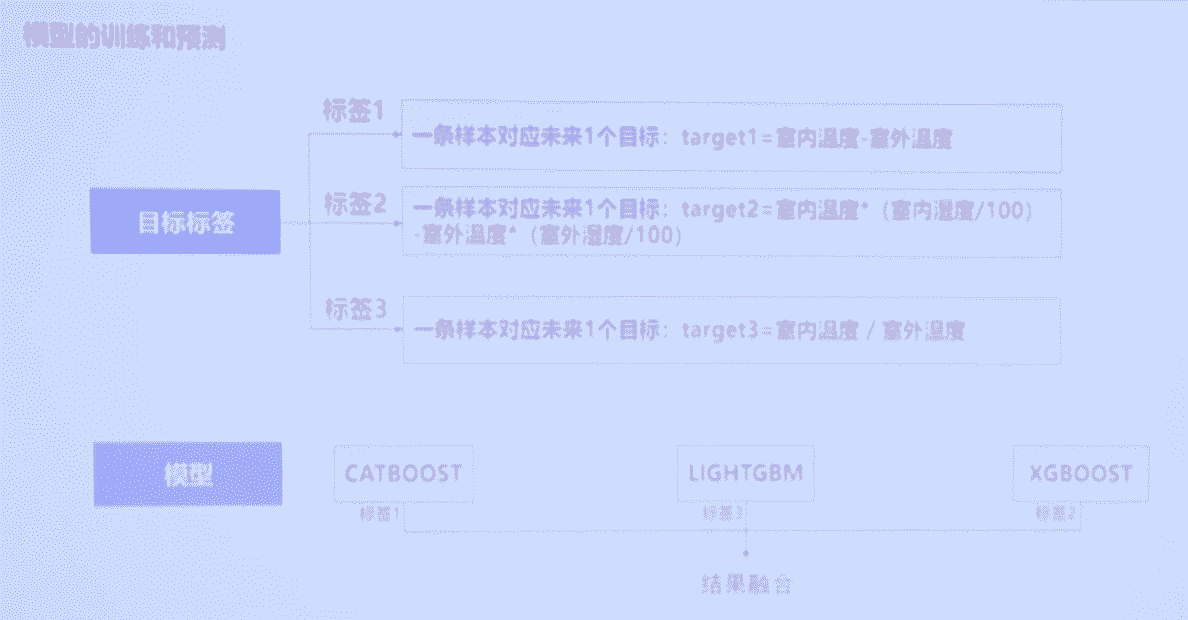 模型的训练和预测
标签1
一条样本对应未来1个目标：target1=室内温度-室外温度
目标标签
标签2
一条样本对应未来1个目标：target2=室内温度*（室内湿度/100）
-室外温度*（室外湿度/100）
标签3
一条样本对应未来1个目标：target3=室内温度 / 室外温度
模型
CATBOOST
LIGHTGBM
XGBOOST
标签1
标签3
标签2
结果融合